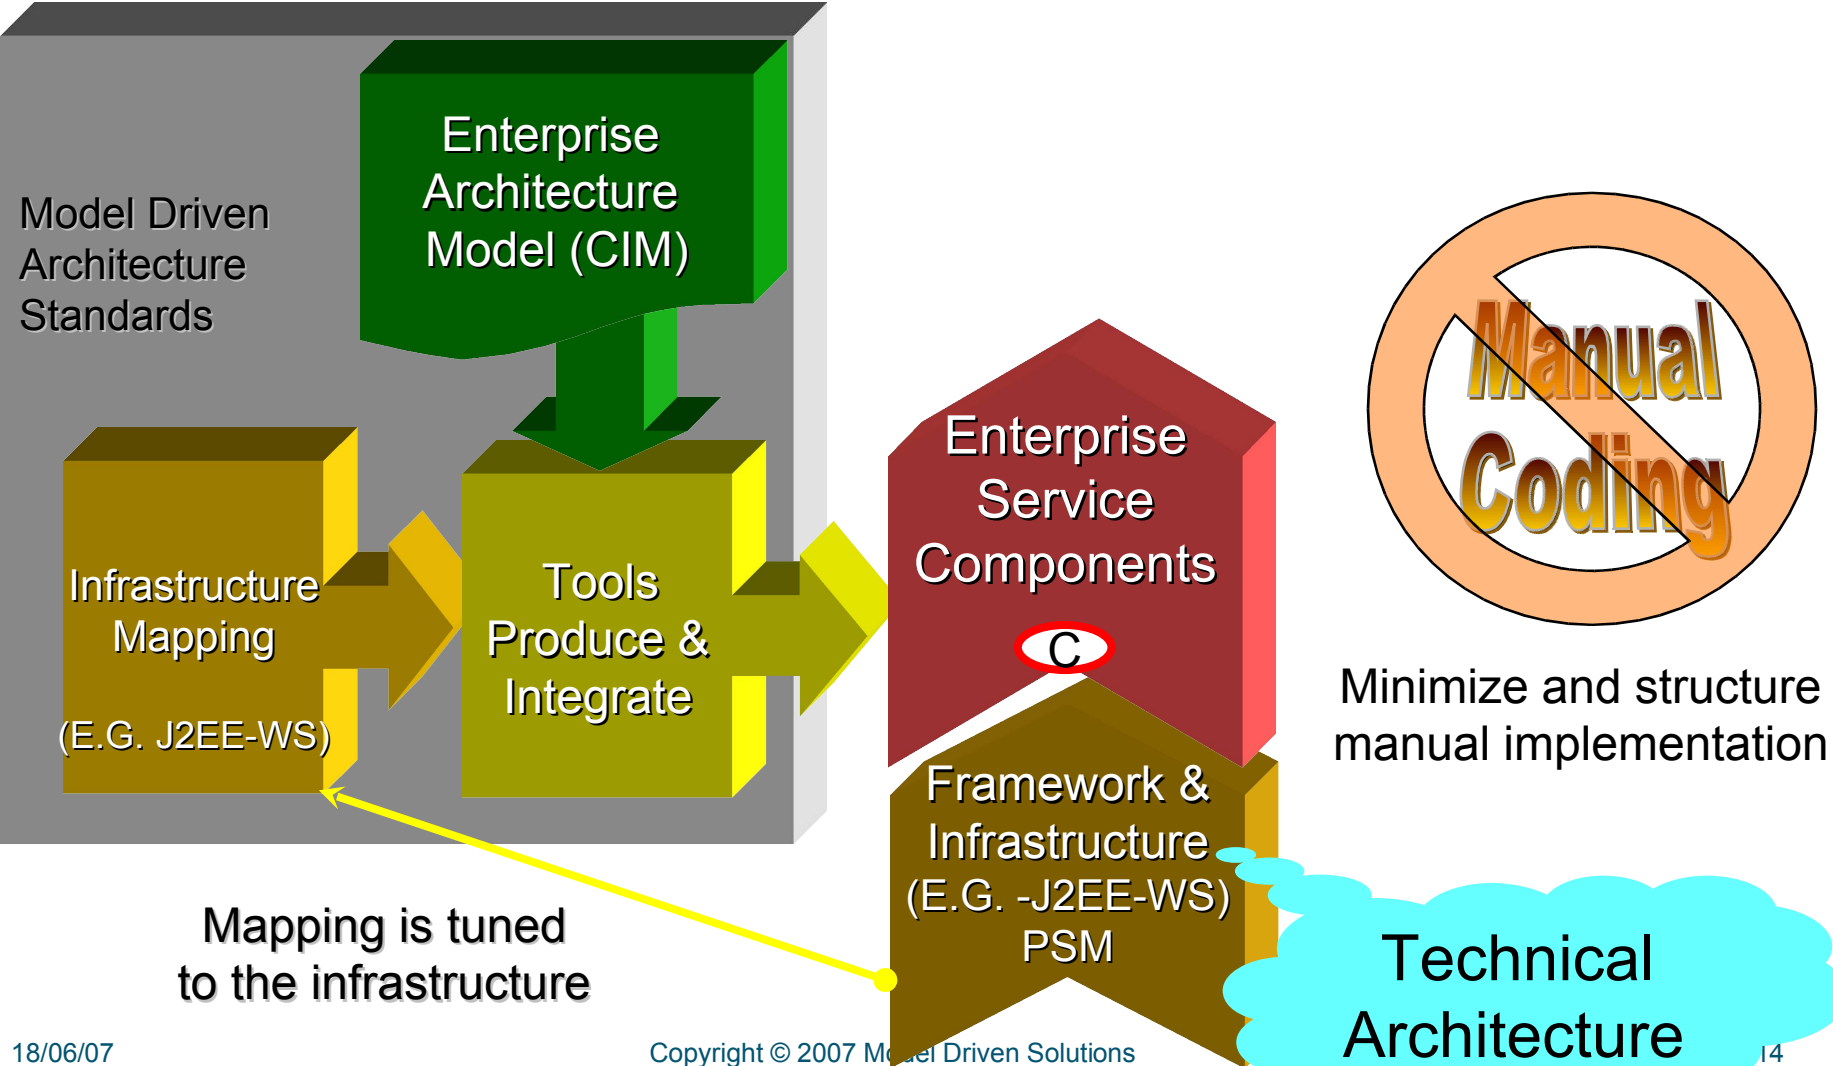 Enterprise
Architecture
Model (CIM)
Model Driven
Architecture
Standards
Infrastructure
Mapping
(E.G. J2EE-WS)
Tools
Produce &
Integrate
Enterprise
Service
Components
C
Manual
Coding
Minimize and structure
manual implementation
Framework &
Infrastructure
(E.G. -J2EE-WS)
PSM
Mapping is tuned
to the infrastructure
Technical
Architecture
18/06/07
Copyright © 2007 Model Driven Solutions
14